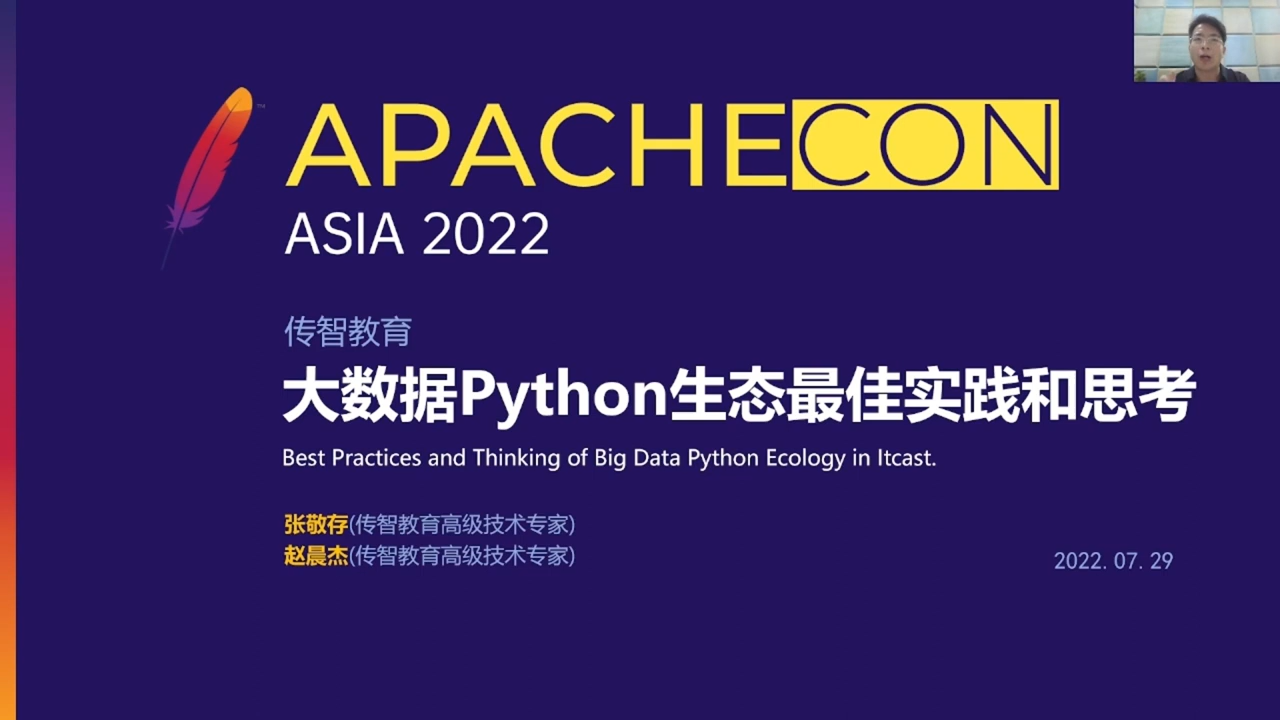 APACHECON
ASIA 2022
传智教育
大数据Python生态最佳实践和思考
Best Practices and Thinking of Big Data Python Ecology in Itcast.
张敬存(传智教育高级技术专家)
赵晨杰(传智教育高级技术专家)
2022. 07. 29